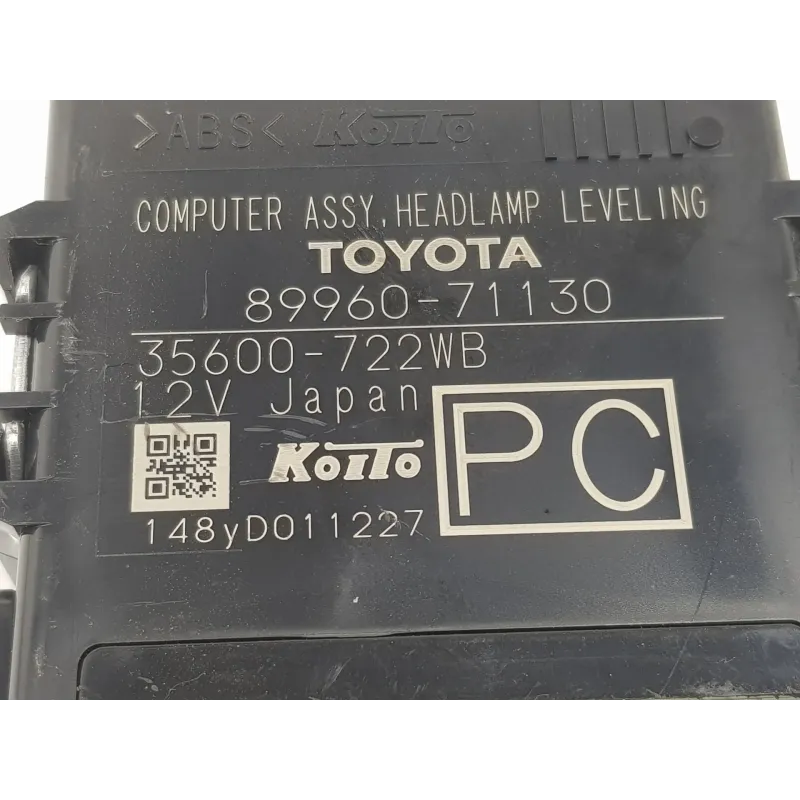 >ABS< KOITO
COMPUTER ASSY, HEADLAMP LEVELING
TOYOTA
89960-71130
35600-722WB
12V Japan
KOITO
PC
148yD011227